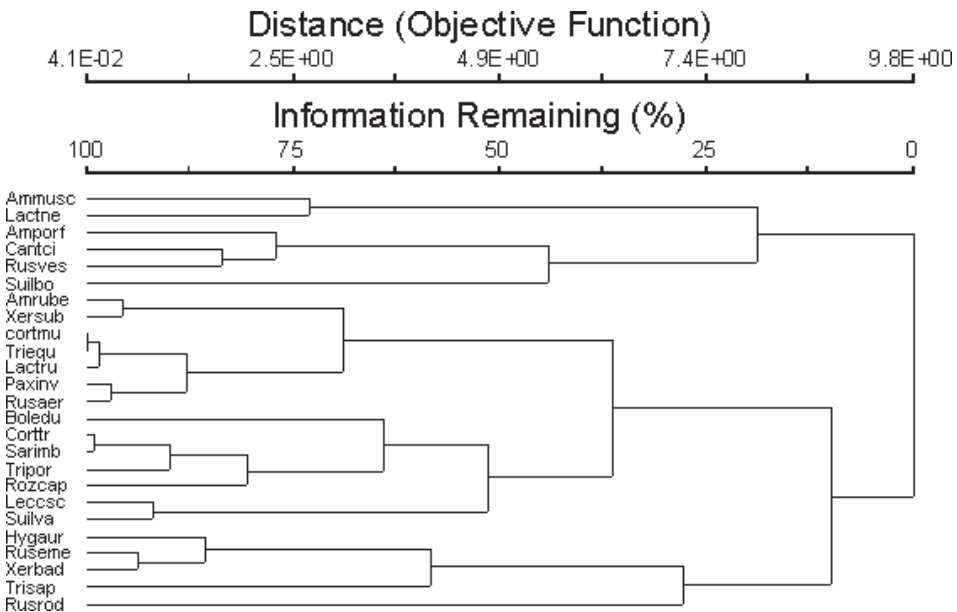 Distance (Objective Function)
4.1E-02 2.5E+00 4.9E+00 7.4E+00 9.8E+00
Information Remaining (%)
100 75 50 25 0
Ammusc
Lactne
Amporf
Cantci
Rusves
Suilbo
Amrube
Xersub
cortmu
Triequ
Lactru
Paxinv
Rusaer
Boledu
Corttr
Sarimb
Tripor
Rozcap
Leccsc
Suilva
Hygaur
Ruseme
Xerbad
Trisap
Rusrod